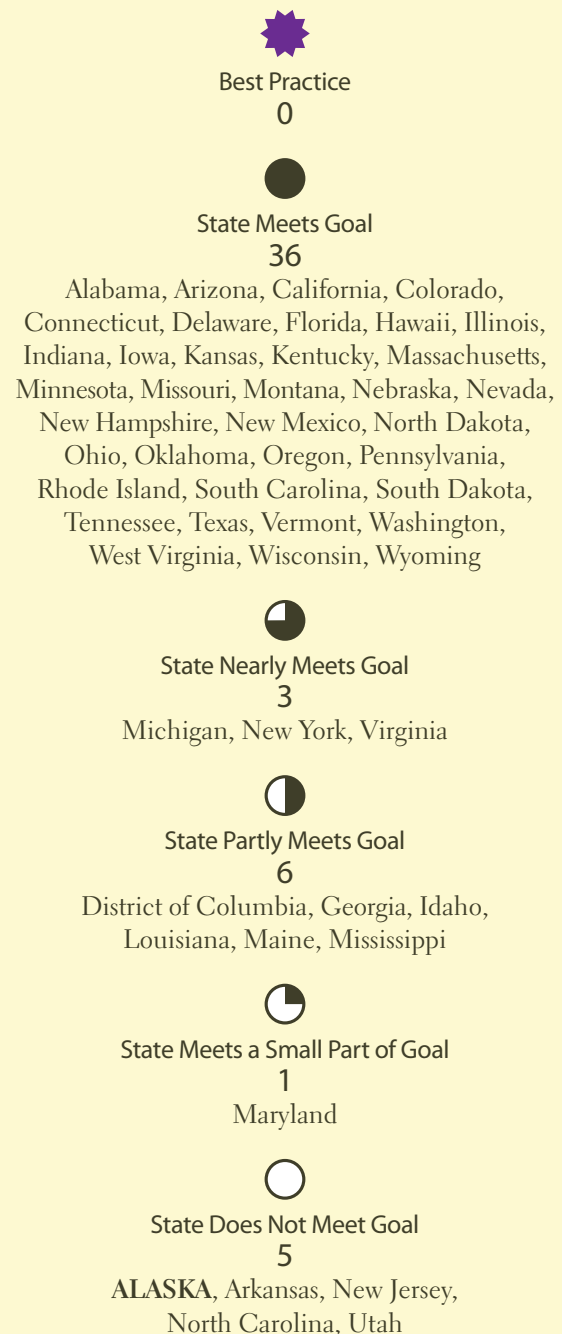 Best Practice
0
State Meets Goal
36
Alabama, Arizona, California, Colorado,
Connecticut, Delaware, Florida, Hawaii, Illinois,
Indiana, Iowa, Kansas, Kentucky, Massachusetts,
Minnesota, Missouri, Montana, Nebraska, Nevada,
New Hampshire, New Mexico, North Dakota,
Ohio, Oklahoma, Oregon, Pennsylvania,
Rhode Island, South Carolina, South Dakota,
Tennessee, Texas, Vermont, Washington,
West Virginia, Wisconsin, Wyoming
State Nearly Meets Goal
3
Michigan, New York, Virginia
State Partly Meets Goal
6
District of Columbia, Georgia, Idaho,
Louisiana, Maine, Mississippi
State Meets a Small Part of Goal
1
Maryland
State Does Not Meet Goal
5
ALASKA, Arkansas, New Jersey,
North Carolina, Utah